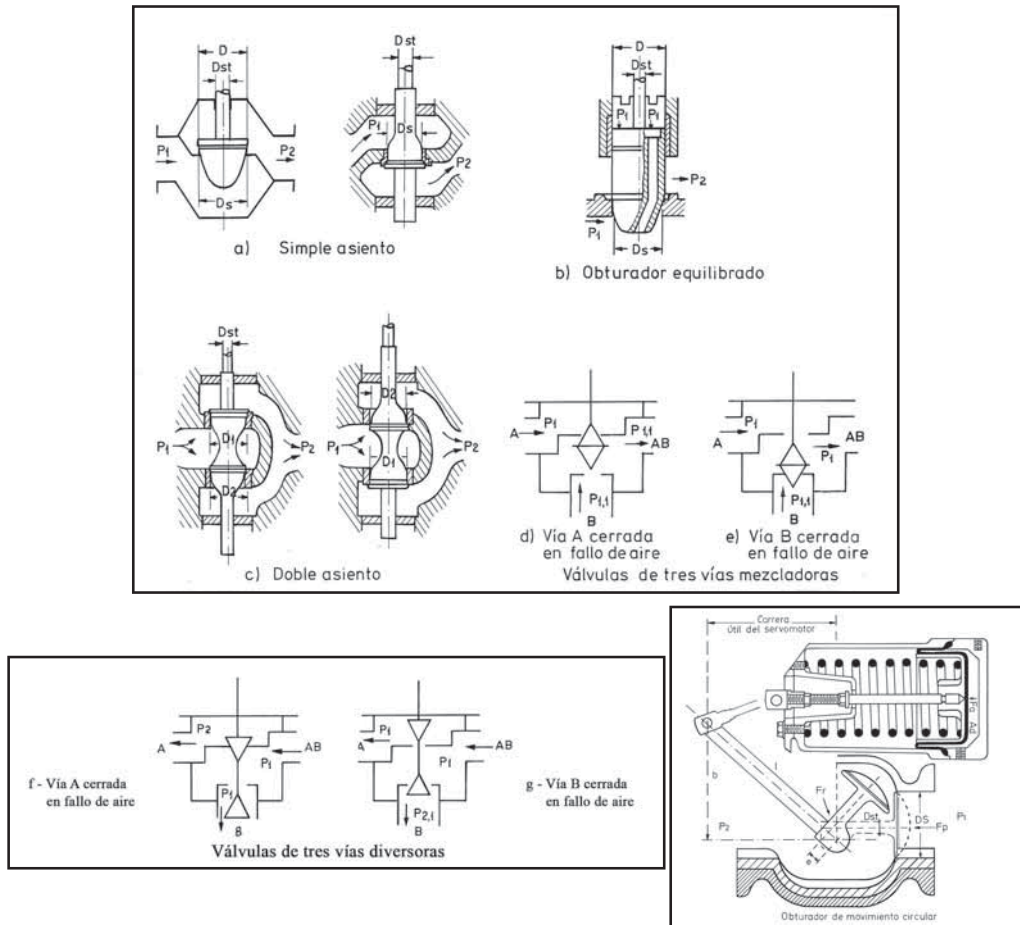 D
Dst
P1
P2
Ds
Dst
P1
Ds
P2
a) Simple asiento
D
Dst
P1
P1
P2
P1
Ds
b) Obturador equilibrado
Dst
P1
D1
D2
P2
D2
P1
D1
P2
c) Doble asiento
P1
P1,1
A
AB
P1,1
B
d) Vía A cerrada
en fallo de aire
P1
A
AB
P1
P1,1
B
e) Vía B cerrada
en fallo de aire
Válvulas de tres vías mezcladoras
P2
A
AB
P1
P1
B
f - Vía A cerrada
en fallo de aire
P1
A
AB
P1
P2,1
B
g - Vía B cerrada
en fallo de aire
Válvulas de tres vías diversoras
Carrera
Útil del servomotor
Fa
Ad
l
b
Fr
Dst
DS
Fp
P1
P2
Obturador de movimiento circular